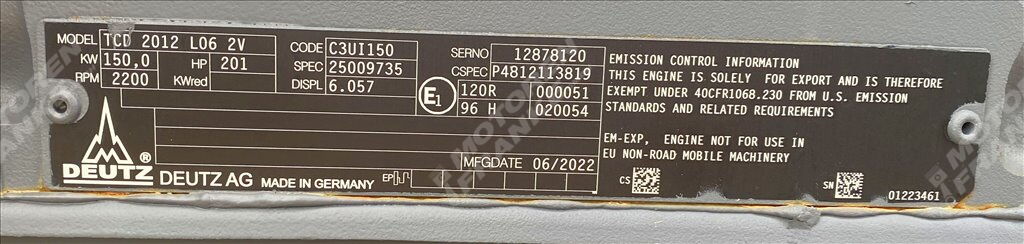 MODEL TCD 2012 L06 2V CODE C3UI150 SERNO 12878120
KW 150,0 HP 201 SPEC 25009735 CSPEC P4812113819
RPM 2200 KWred DISPL 6.057 E1 120R 000051
96 H 020054
EMISSION CONTROL INFORMATION
THIS ENGINE IS SOLELY FOR EXPORT AND IS THEREFORE
EXEMPT UNDER 40CFR1068.230 FROM U.S. EMISSION
STANDARDS AND RELATED REQUIREMENTS
EM-EXP, ENGINE NOT FOR USE IN
EU NON-ROAD MOBILE MACHINERY
MFGDATE 06/2022
DEUTZ ® DEUTZ AG MADE IN GERMANY EP
CS SN 01223461
MOTOREN
FRANK